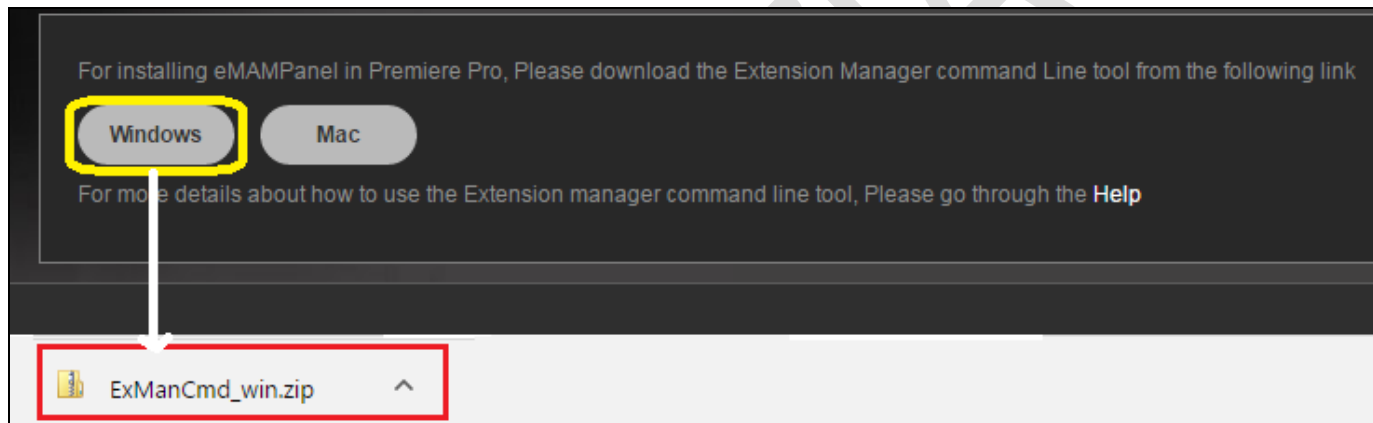 For installing eMAMPanel in Premiere Pro, Please download the Extension Manager command Line tool from the following link
Windows Mac
For more details about how to use the Extension manager command line tool, Please go through the Help
ExManCmd_win.zip